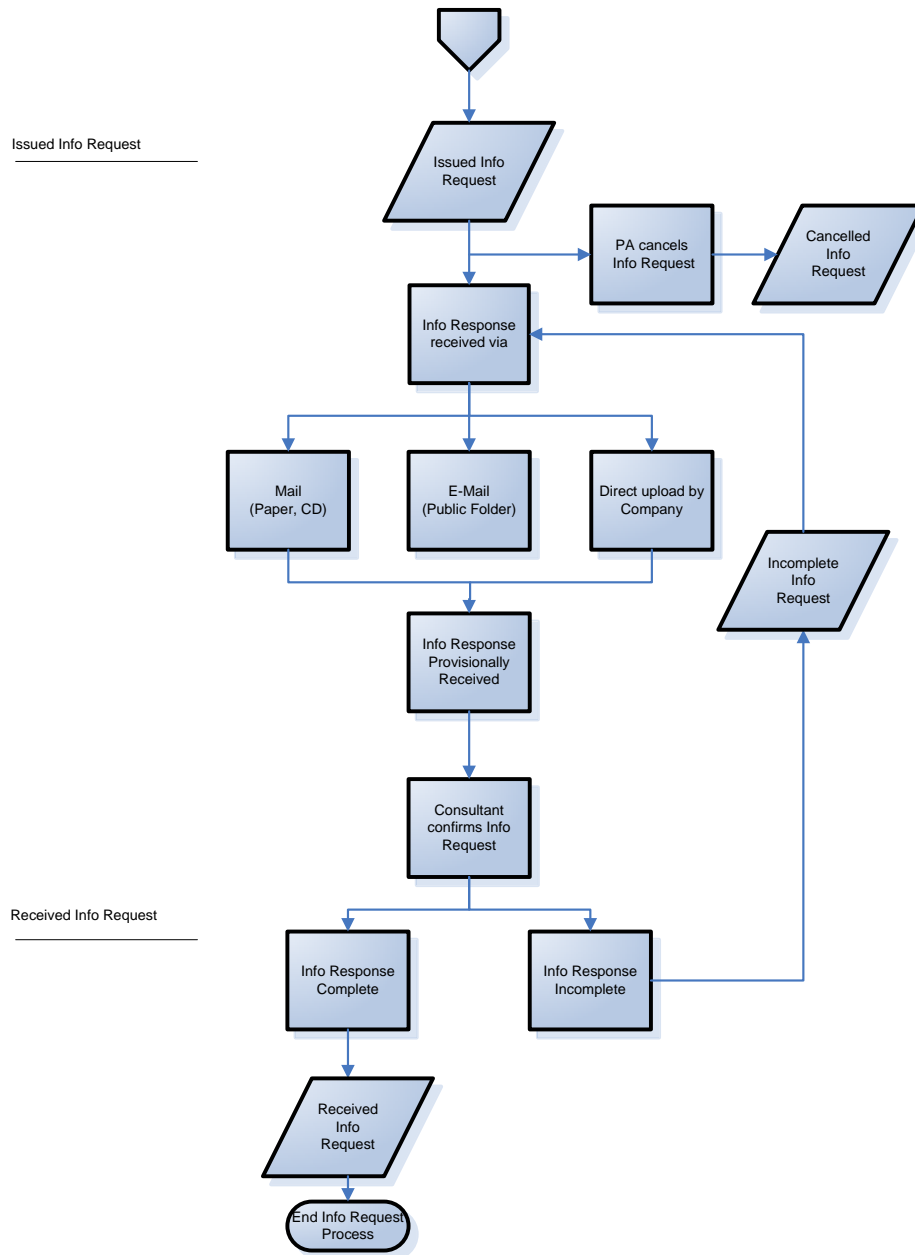 Issued Info Request
Issued Info
Request
PA cancels
Info Request
Cancelled
Info
Request
Info Response
received via
Mail
(Paper, CD)
E-Mail
(Public Folder)
Direct upload by
Company
Incomplete
Info
Request
Info Response
Provisionally
Received
Consultant
confirms Info
Request
Received Info Request
Info Response
Complete
Info Response
Incomplete
Received
Info
Request
End Info Request
Process